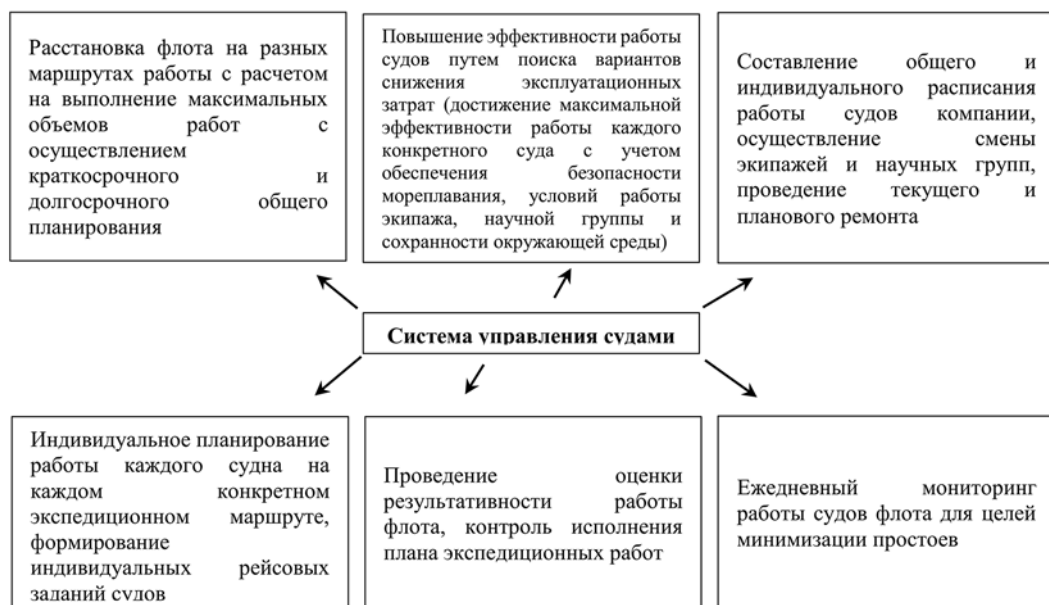 Расстановка флота на разных
маршрутах работы с расчетом
на выполнение максимальных
объемов работ с
осуществлением
краткосрочного и
долгосрочного общего
планирования
Повышение эффективности работы
судов путем поиска вариантов
снижения эксплуатационных
затрат (достижение максимальной
эффективности работы каждого
конкретного суда с учетом
обеспечения безопасности
мореплавания, условий работы
экипажа, научной группы и
сохранности окружающей среды)
Составление общего и
индивидуального расписания
работы судов компании,
осуществление смены
экипажей и научных групп,
проведение текущего и
планового ремонта
Система управления судами
Индивидуальное планирование
работы каждого судна на
каждом конкретном
экспедиционном маршруте,
формирование
индивидуальных рейсовых
заданий судов
Проведение оценки
результативности работы
флота, контроль исполнения
плана экспедиционных работ
Ежедневный мониторинг
работы судов флота для целей
минимизации простоев